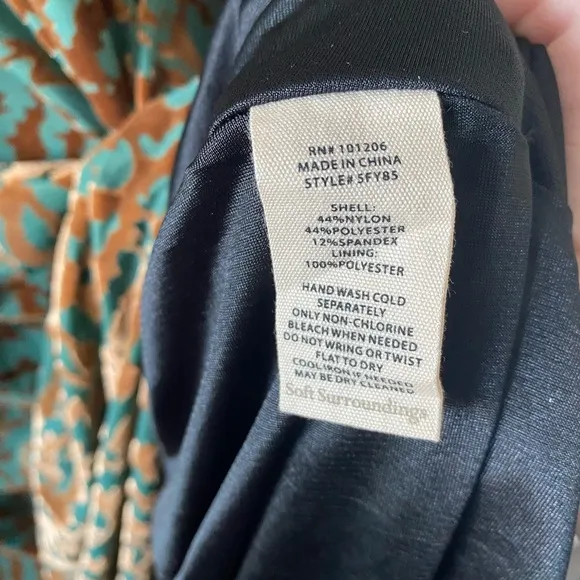 RN# 101206
MADE IN CHINA
STYLE# 5FY85
SHELL:
44%NYLON
44%POLYESTER
12%SPANDEX
LINING:
100%POLYESTER
HAND WASH COLD
SEPARATELY
ONLY NON-CHLORINE
BLEACH WHEN NEEDED
DO NOT WRING OR TWIST
FLAT TO DRY
COOL IRON IF NEEDED
MAY BE DRY CLEANED
Soft Surroundings